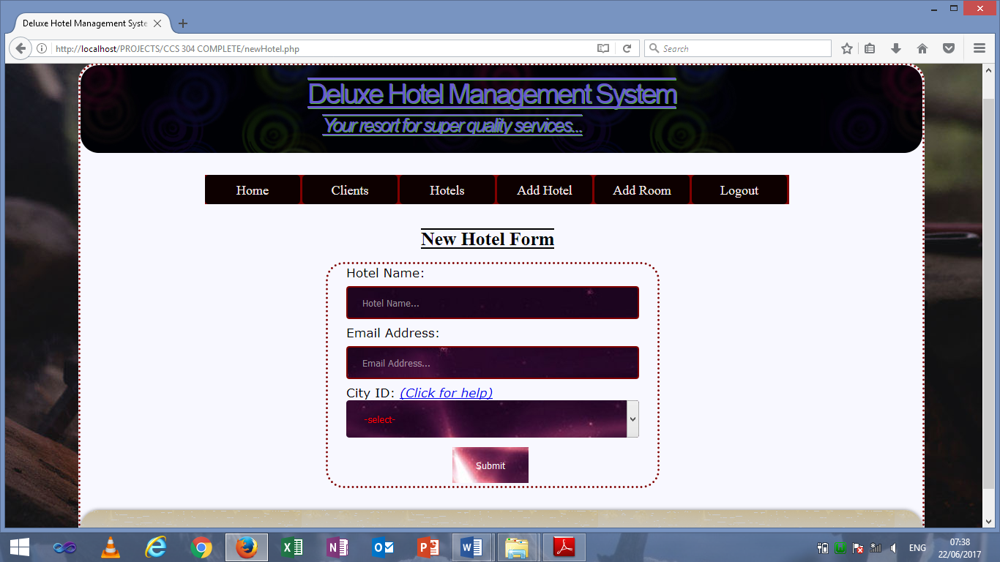 Deluxe Hotel Management Syste
http://localhost/PROJECTS/CCS 304 COMPLETE/newHotel.php
Search
Deluxe Hotel Management System
Your resort for super quality services...
Home Clients Hotels Add Hotel Add Room Logout
New Hotel Form
Hotel Name:
Hotel Name...
Email Address:
Email Address...
City ID: (Click for help)
-select-
Submit
ENG
07:38
22/06/2017